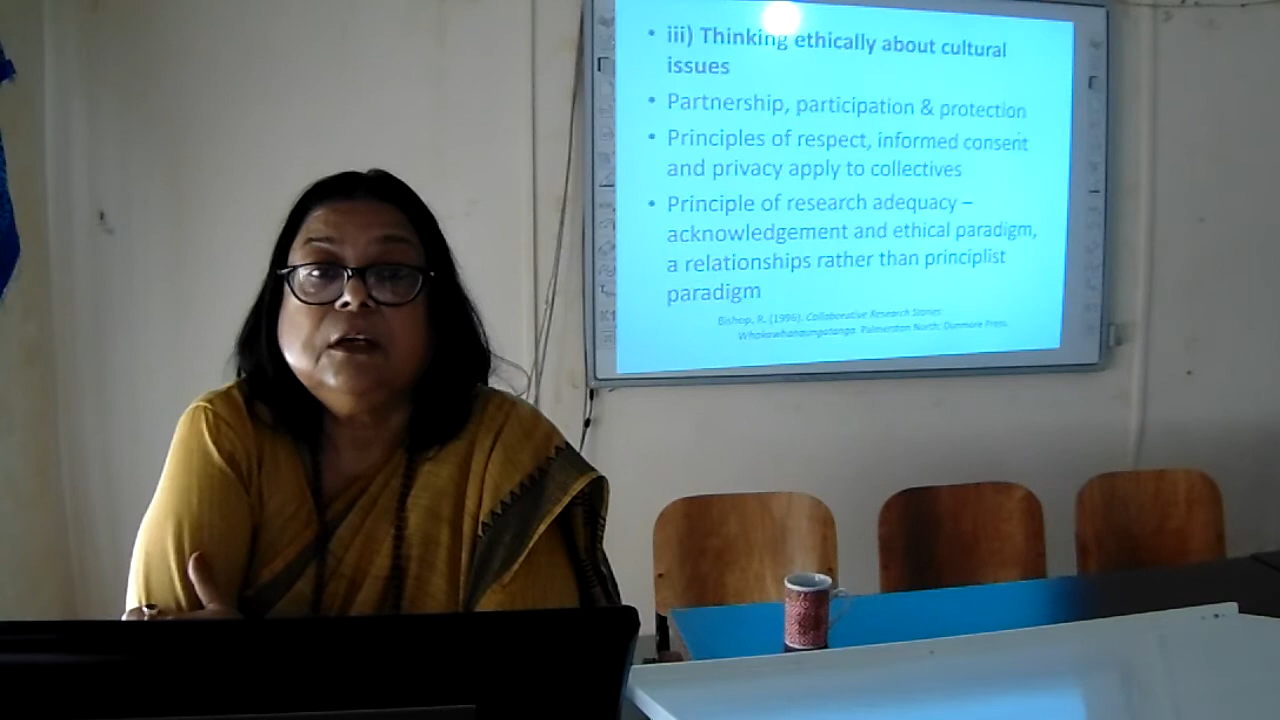 • iii) Thinking ethically about cultural
issues
• Partnership, participation & protection
• Principles of respect, informed consent
and privacy apply to collectives
• Principle of research adequacy –
acknowledgement and ethical paradigm,
a relationships rather than principlist
paradigm
Bishop, R. (1996). Collaborative Research Stories
Whakawhanaungatanga. Palmerston North: Dunmore Press.